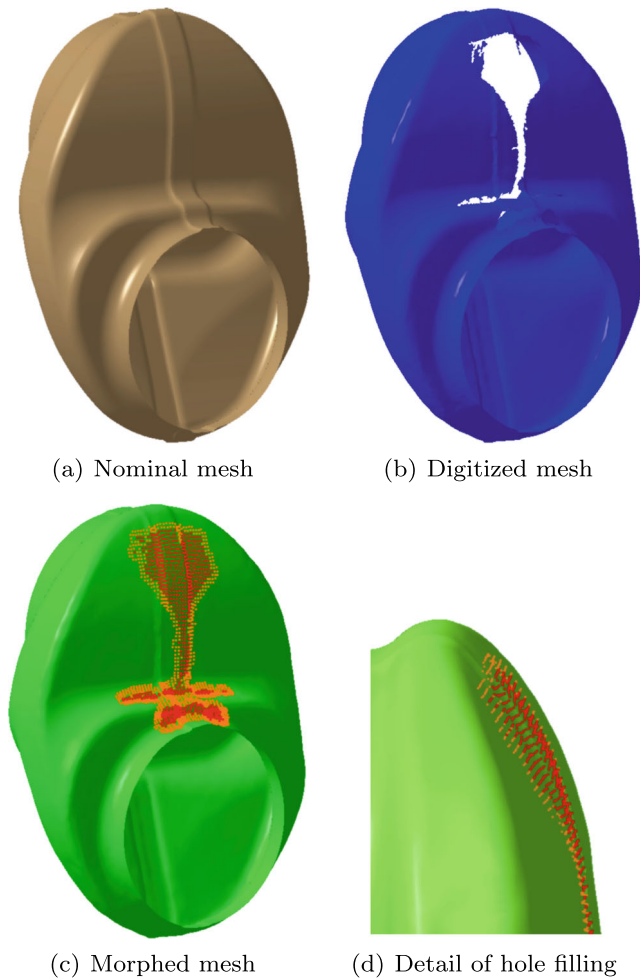 (a) Nominal mesh
(b) Digitized mesh
(c) Morphed mesh
(d) Detail of hole filling